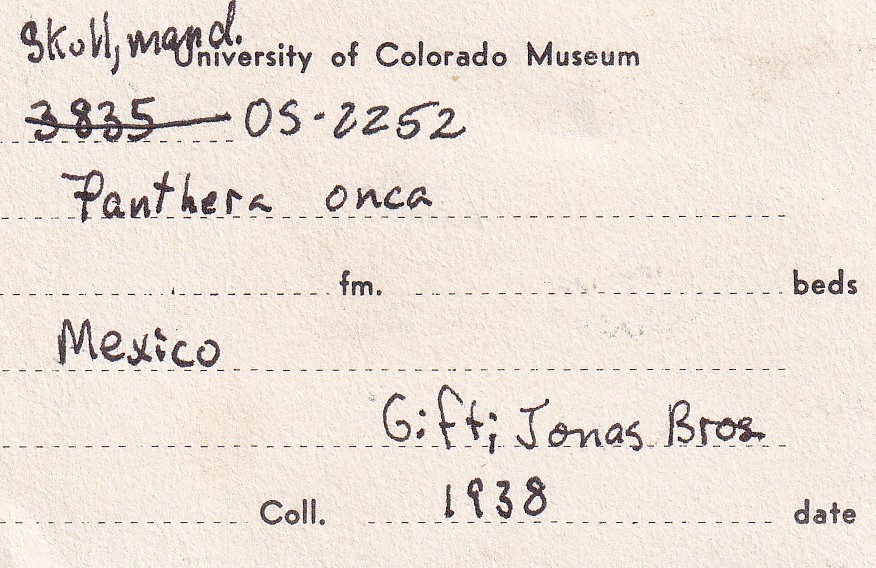 Skull, mand.
University of Colorado Museum
3835 OS-2252
Panthera onca
fm. beds
Mexico
Gift; Jonas Bros.
Coll. 1938 date